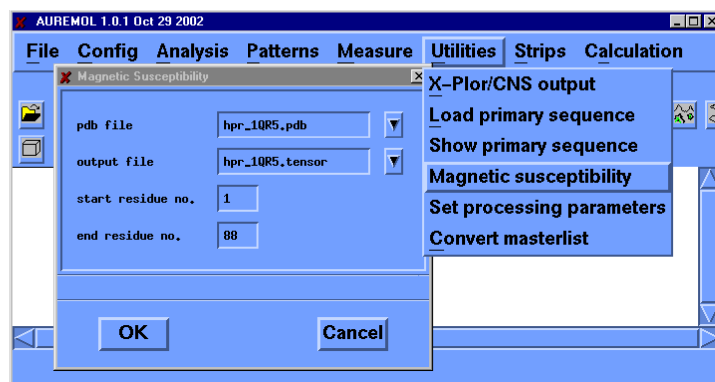 AUREMOL 1.0.1 Oct 29 2002
File Config Analysis Patterns Measure Utilities Strips Calculation
Magnetic Susceptibility
pdb file hpr_1QR5.pdb
output file hpr_1QR5.tensor
start residue no. 1
end residue no. 88
OK Cancel
X-Plor/CNS output
Load primary sequence
Show primary sequence
Magnetic susceptibility
Set processing parameters
Convert masterlist